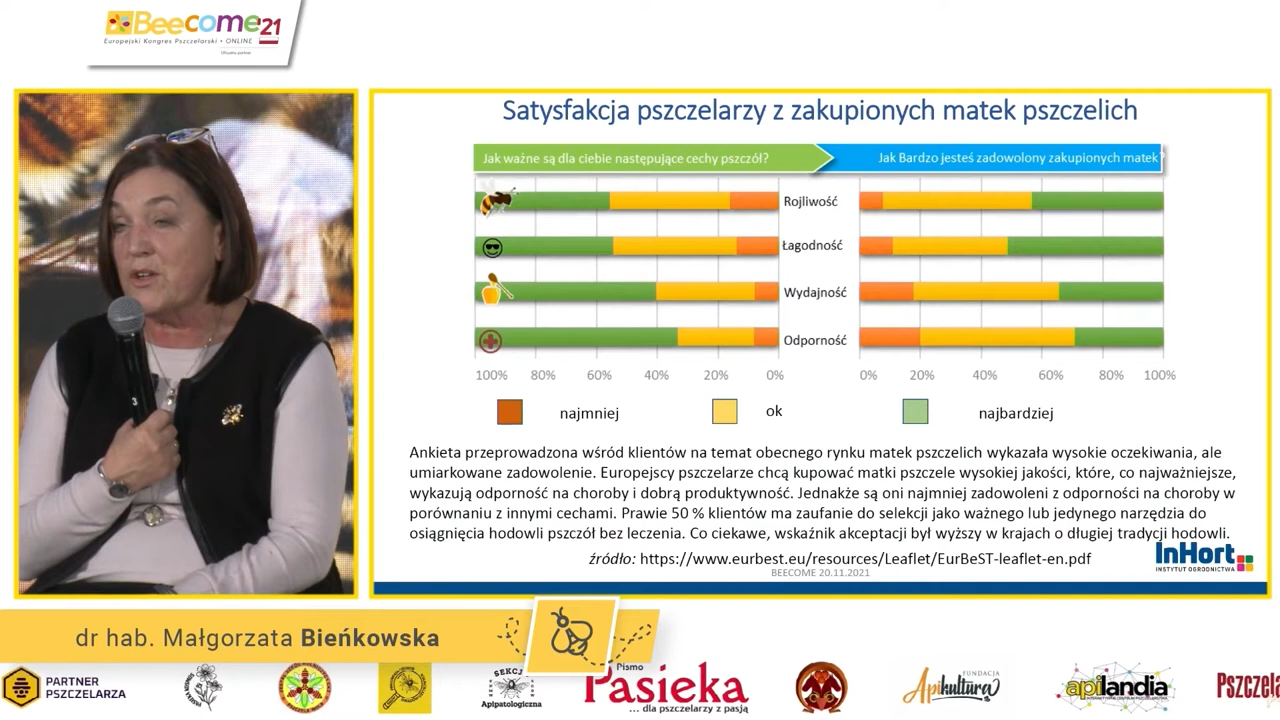 Beecome'21
Europejski Kongres Pszczelarski • ONLINE
Satysfakcja pszczelarzy z zakupionych matek pszczelich
Jak ważne są dla ciebie następujące cechy pszczół?
Jak Bardzo jesteś zadowolony zakupionych matek?
Rojliwość
Łagodność
Wydajność
Odporność
100% 80% 60% 40% 20% 0%
0% 20% 40% 60% 80% 100%
najmniej
ok
najbardziej
Ankieta przeprowadzona wśród klientów na temat obecnego rynku matek pszczelich wykazała wysokie oczekiwania, ale
umiarkowane zadowolenie. Europejscy pszczelarze chcą kupować matki pszczele wysokiej jakości, które, co najważniejsze,
wykazują odporność na choroby i dobrą produktywność. Jednakże są oni najmniej zadowoleni z odporności na choroby w
porównaniu z innymi cechami. Prawie 50 % klientów ma zaufanie do selekcji jako ważnego lub jedynego narzędzia do
osiągnięcia hodowli pszczół bez leczenia. Co ciekawe, wskaźnik akceptacji był wyższy w krajach o długiej tradycji hodowli.
źródło: https://www.eurbest.eu/resources/Leaflet/EurBeST-leaflet-en.pdf
BEECOME 20.11.2021
InHort
INSTYTUT OGRODNICTWA
dr hab. Małgorzata Bieńkowska
PARTNER
PSZCZELARZA
SEKCJA
Apipatologiczna
Pismo
Pasieka
... dla pszczelarzy z pasją
FUNDACJA
Apikultura
apilandia
Pszczela